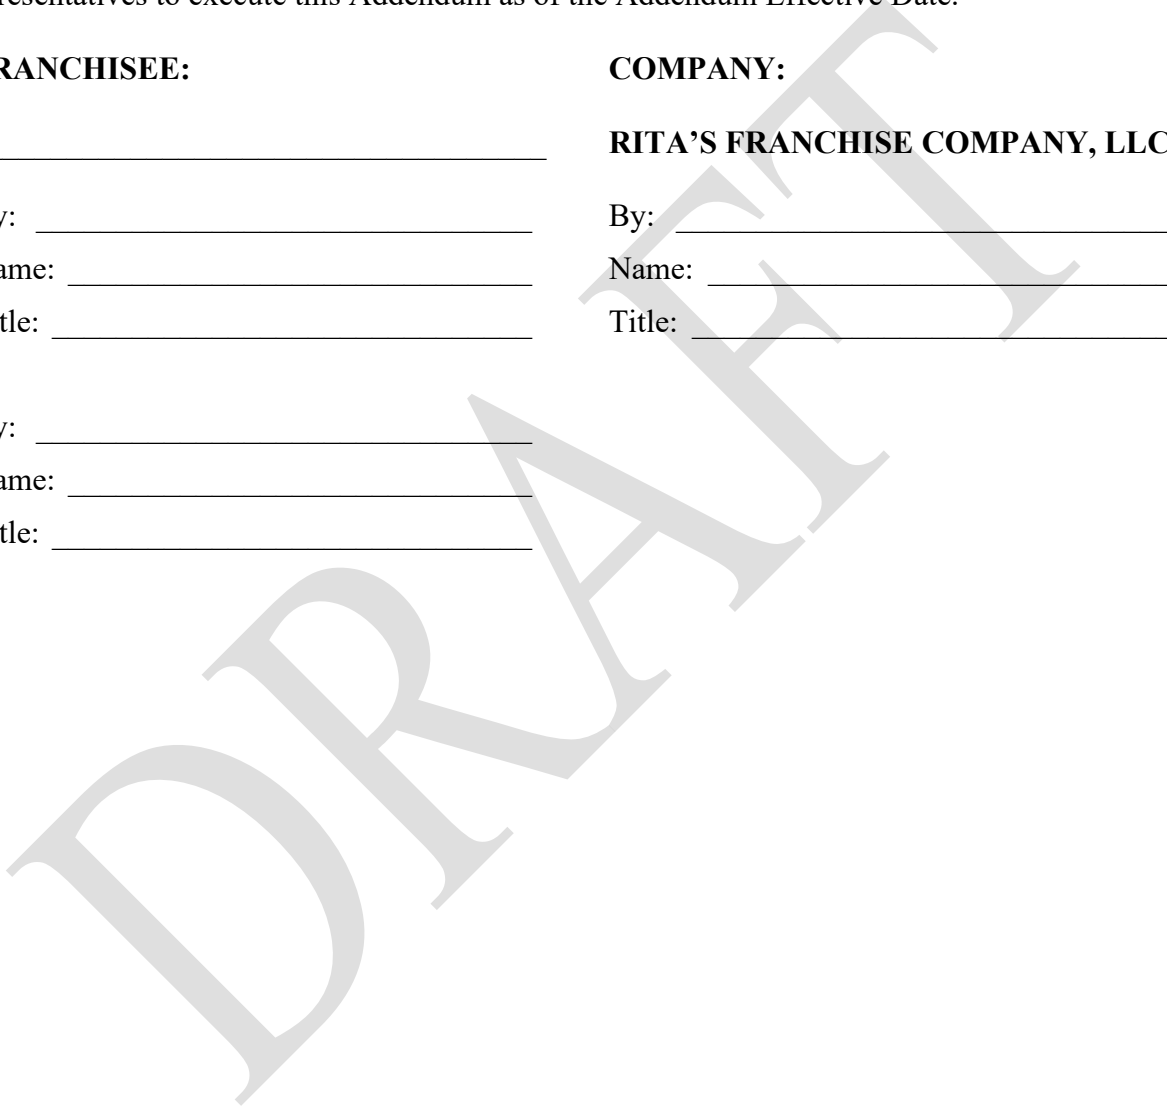 resentatives to execute this Addendum as of the Addendum Effective Date.
RANCHISEE:
COMPANY:
RITA’S FRANCHISE COMPANY, LLC
y:
ame:
tle:
By:
Name:
Title:
y:
ame:
tle:
DRAFT